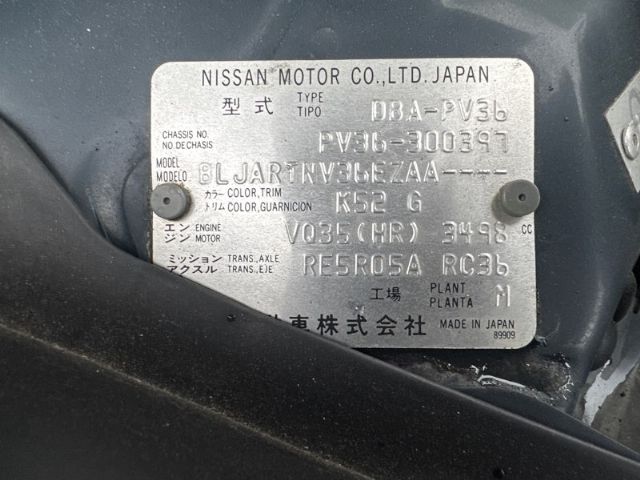 NISSAN MOTOR CO.,LTD. JAPAN
型式 TYPE TIPO DBA-PV36
CHASSIS NO. NO.DECHASIS PV36-300397
MODEL MODELO BLJARTNV36EZAA----
カラー COLOR,TRIM
トリム COLOR,GUARNICION K52 G
エンジン ENGINE MOTOR VQ35(HR) 3498 CC
ミッション TRANS.,AXLE
アクスル TRANS.,EJE RE5R05A RC36
工場 PLANT PLANTA M
車株式会社 MADE IN JAPAN
89909